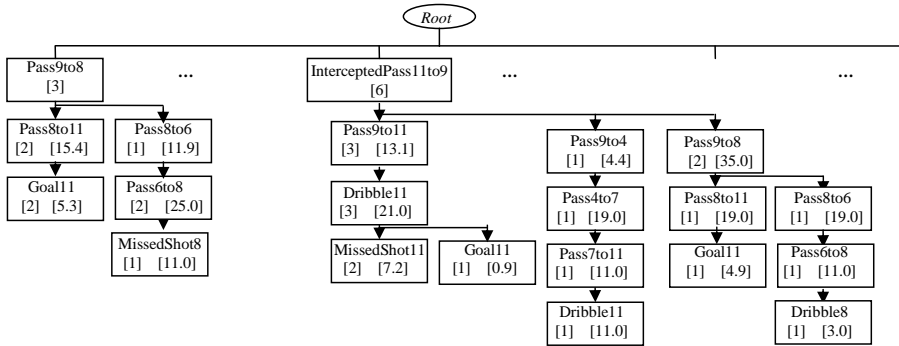 Root
Pass9to8
[3]
...
InterceptedPass11to9
[6]
...
...
Pass8to11
[2] [15.4]
Pass8to6
[1] [11.9]
Pass9to11
[3] [13.1]
Pass9to4
[1] [4.4]
Pass9to8
[2] [35.0]
Goal11
[2] [5.3]
Pass6to8
[2] [25.0]
Dribble11
[3] [21.0]
Pass4to7
[1] [19.0]
Pass8to11
[1] [19.0]
Pass8to6
[1] [19.0]
MissedShot8
[1] [11.0]
MissedShot11
[2] [7.2]
Goal11
[1] [0.9]
Pass7to11
[1] [11.0]
Goal11
[1] [4.9]
Pass6to8
[1] [11.0]
Dribble11
[1] [11.0]
Dribble8
[1] [3.0]